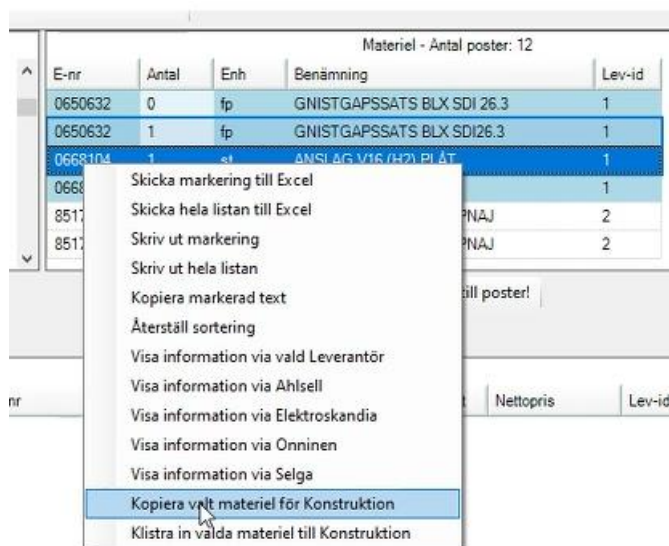 Materiel - Antal poster: 12
E-nr Antal Enh Benämning Lev-id
0650632 0 fp GNISTGAPSSATS BLX SDI 26.3 1
0650632 1 fp GNISTGAPSSATS BLX SDI26.3 1
0668104 1 st ANSLAG V16 (H2) PLÅT 1
0668 1
8517 PNAJ 2
8517 PNAJ 2
till poster!
nr Nettopris Lev-id
Skicka markering till Excel
Skicka hela listan till Excel
Skriv ut markering
Skriv ut hela listan
Kopiera markerad text
Återställ sortering
Visa information via vald Leverantör
Visa information via Ahlsell
Visa information via Elektroskandia
Visa information via Onninen
Visa information via Selga
Kopiera valt materiel för Konstruktion
Klistra in valda materiel till Konstruktion